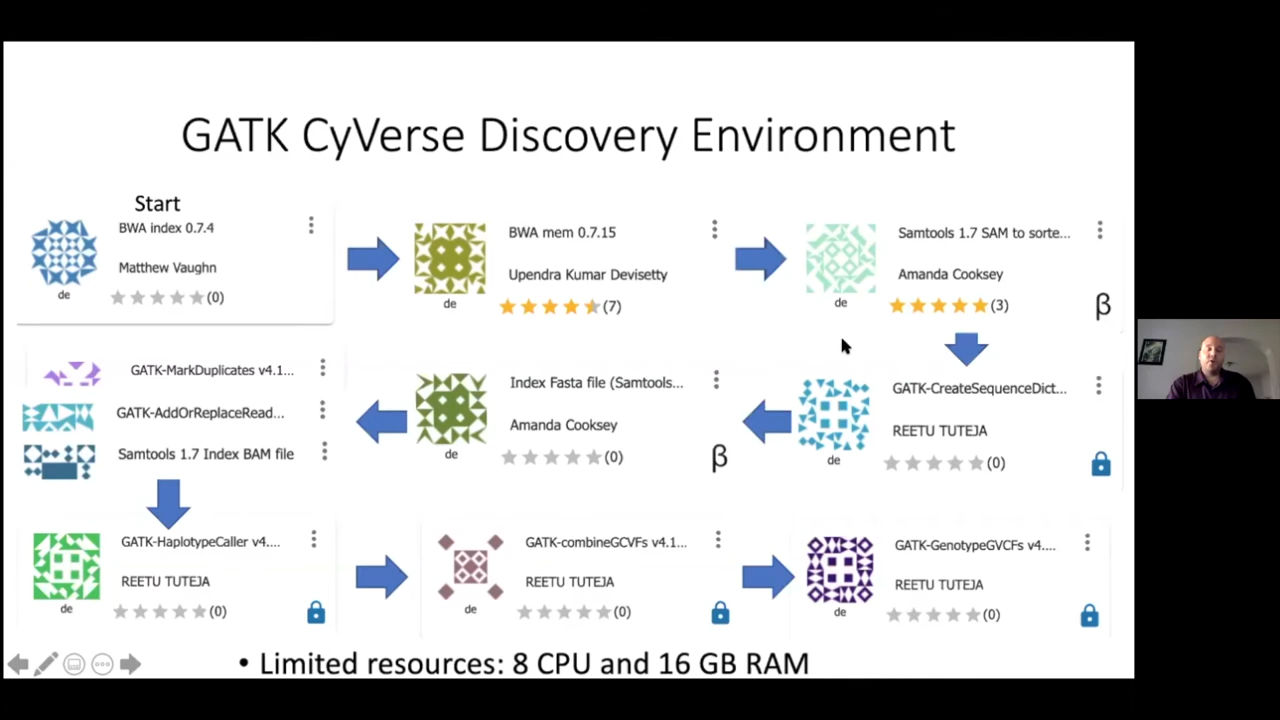 GATK CyVerse Discovery Environment
Start
BWA index 0.7.4
Matthew Vaughn
de
(0)
BWA mem 0.7.15
Upendra Kumar Devisetty
de
(7)
Samtools 1.7 SAM to sorte...
Amanda Cooksey
de
(3)
β
GATK-MarkDuplicates v4.1...
GATK-AddOrReplaceRead...
Samtools 1.7 Index BAM file
Index Fasta file (Samtools...
Amanda Cooksey
de
(0)
β
GATK-CreateSequenceDict...
REETU TUTEJA
de
(0)
GATK-HaplotypeCaller v4....
REETU TUTEJA
de
(0)
GATK-combineGCVFs v4.1...
REETU TUTEJA
de
(0)
GATK-GenotypeGVCFs v4....
REETU TUTEJA
de
(0)
• Limited resources: 8 CPU and 16 GB RAM